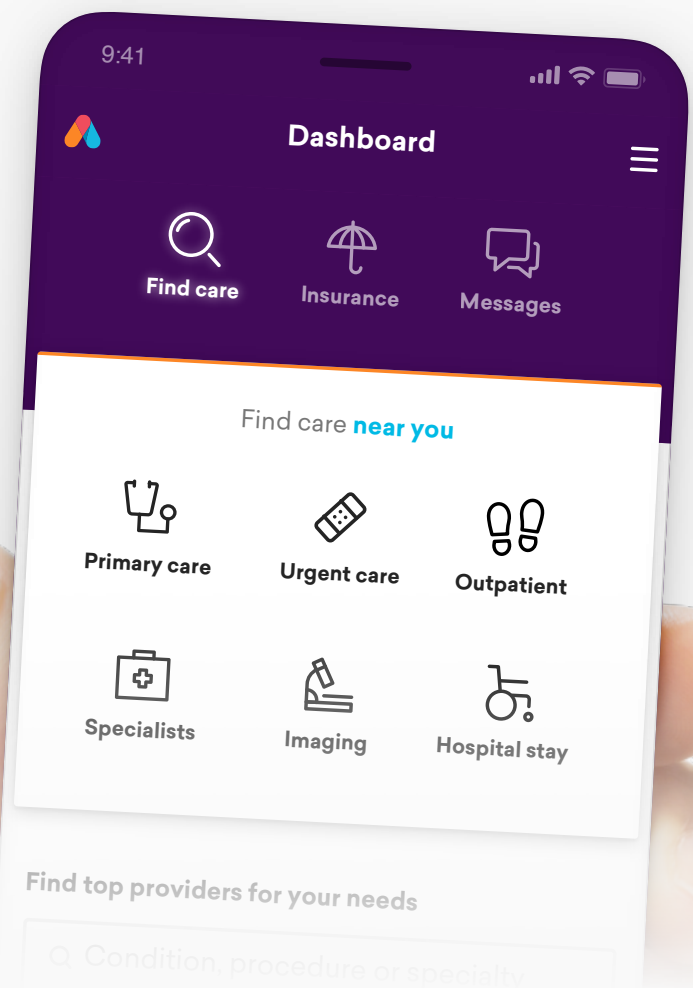 9:41
Dashboard
Find care
Insurance
Messages
Find care near you
Primary care
Urgent care
Outpatient
Specialists
Imaging
Hospital stay
Find top providers for your needs
Condition, procedure or specialty